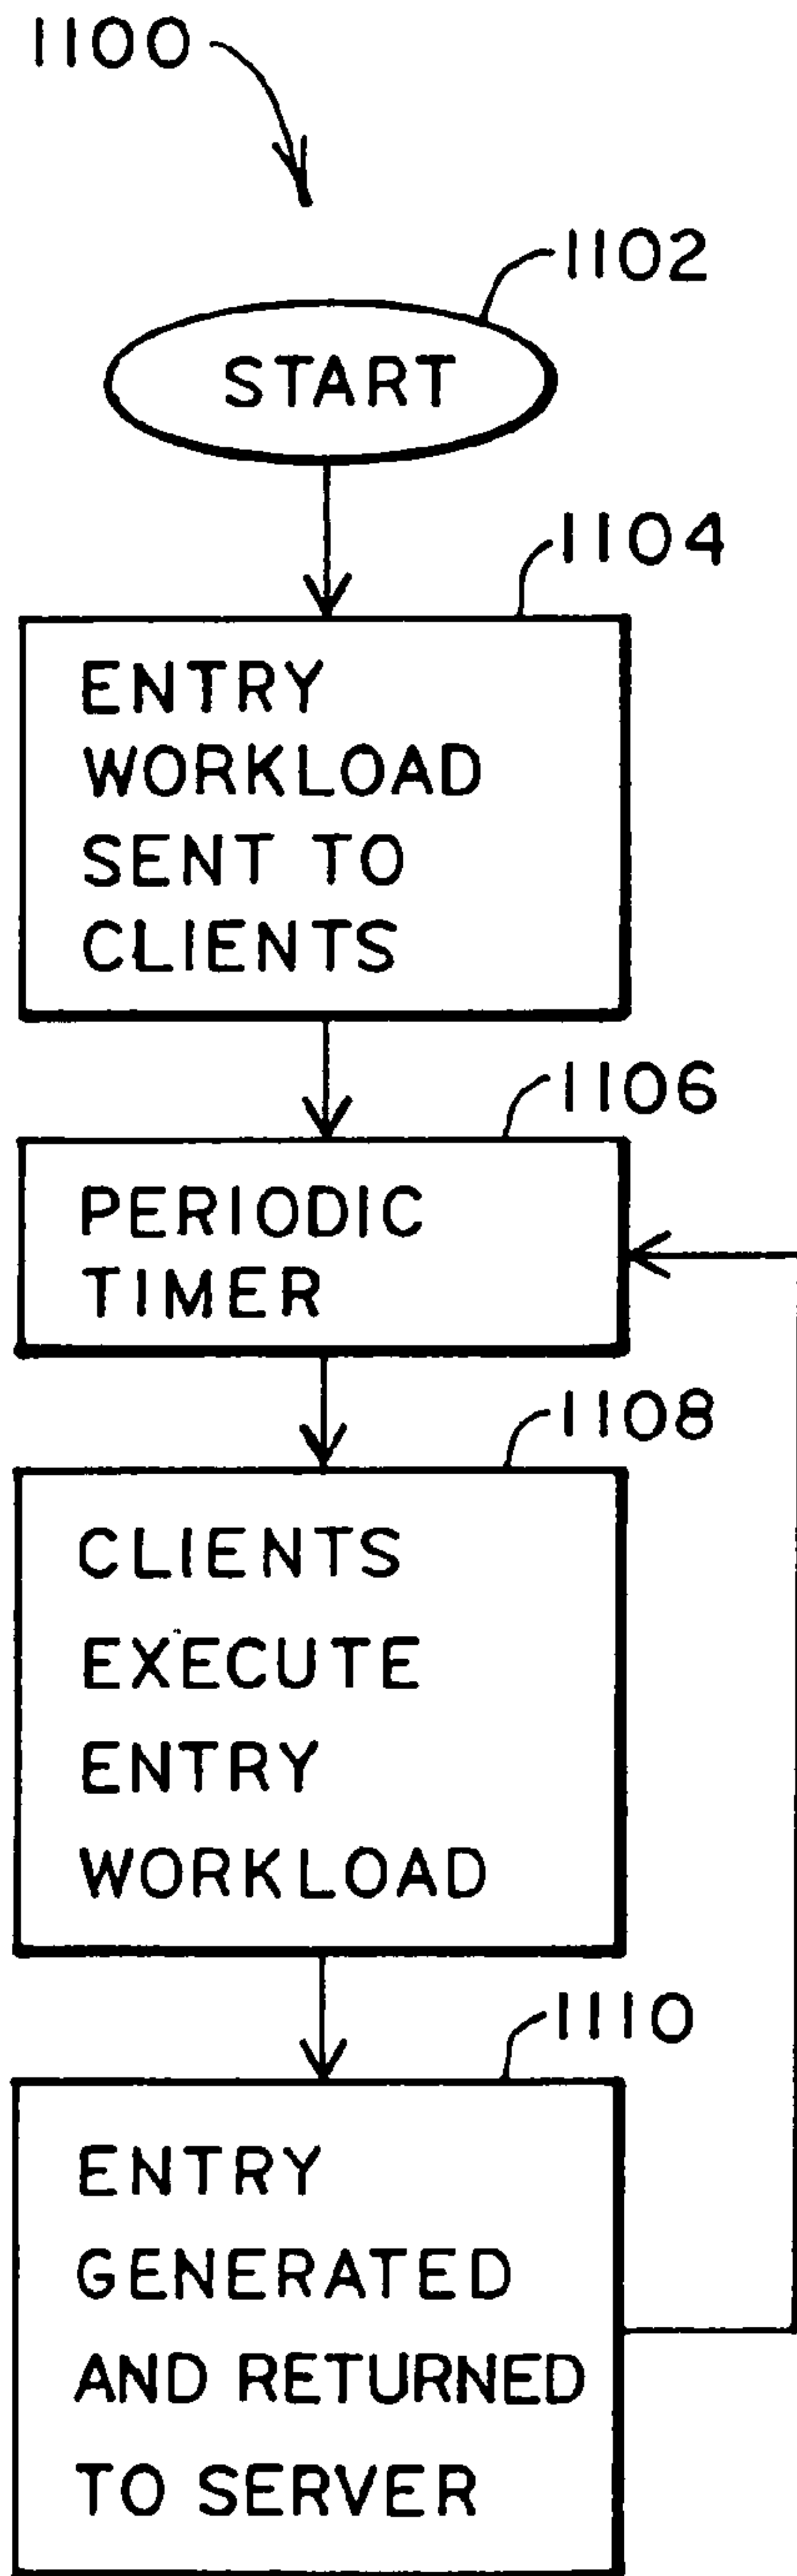 1100
1102
START
1104
ENTRY
WORKLOAD
SENT TO
CLIENTS
1106
PERIODIC
TIMER
1108
CLIENTS
EXECUTE
ENTRY
WORKLOAD
1110
ENTRY
GENERATED
AND RETURNED
TO SERVER